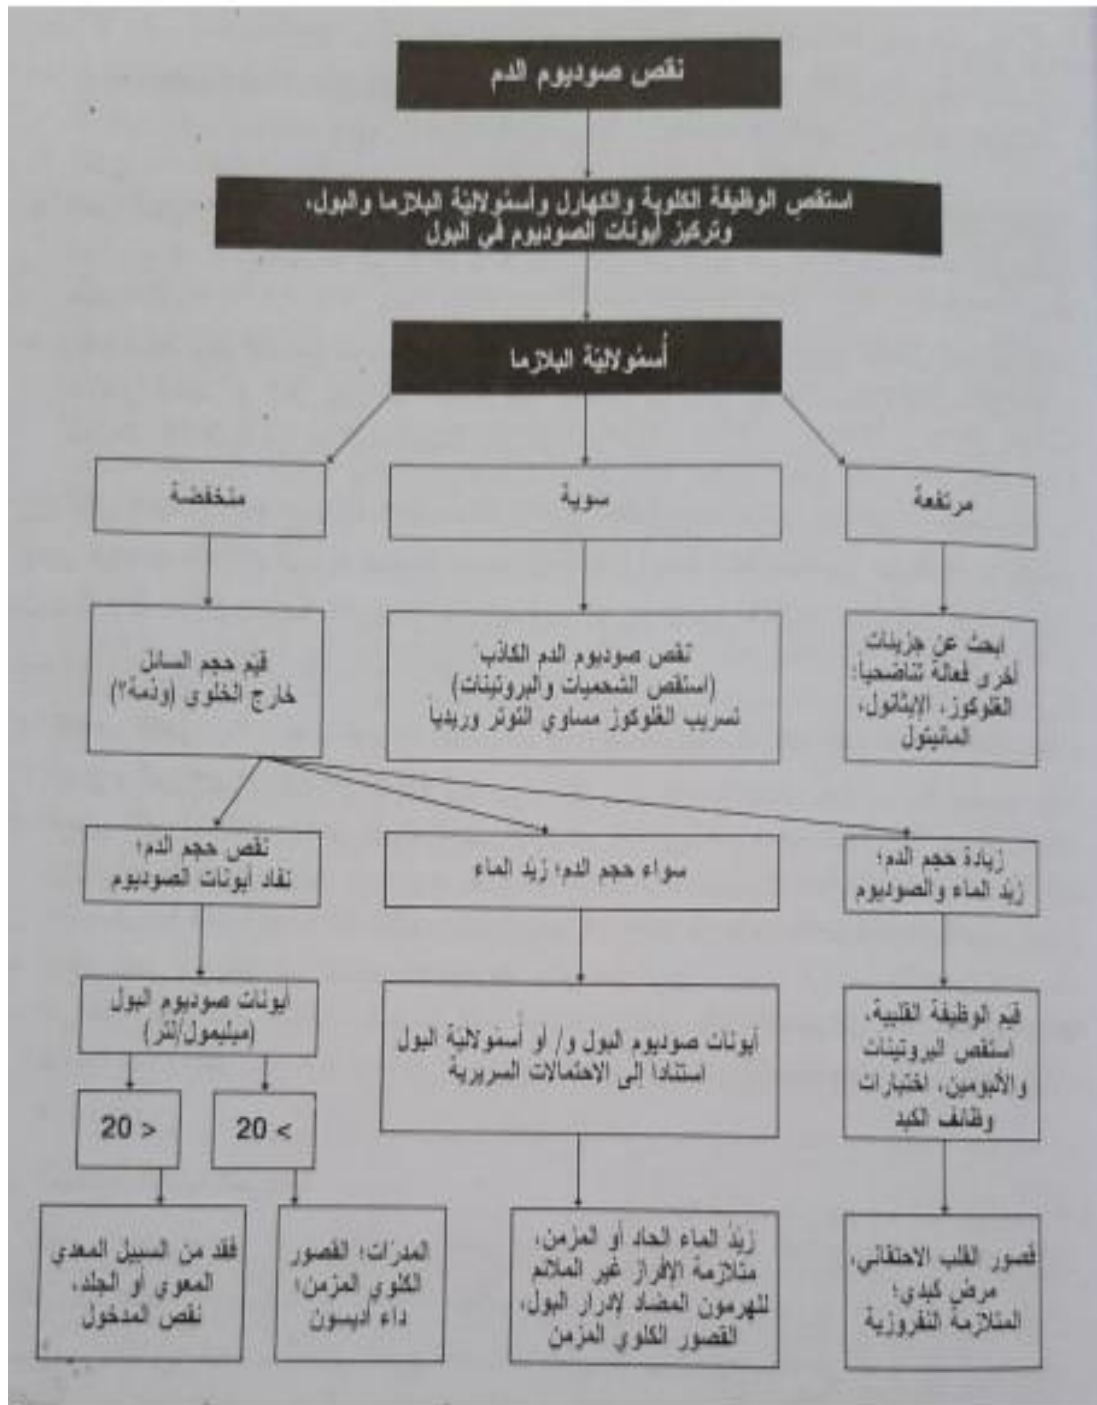 نقص صوديوم الدم
استقص الوظيفة الكلوية والكهارل وأسمولالية البلازما والبول،
وتركيز أيونات الصوديوم في البول
أسمولالية البلازما
مرتفعة
سوية
منخفضة
ابحث عن جزيئات
أخرى فعالة تناضحيا؛
الغلوكوز، الإيثانول،
المانيتول
نقص صوديوم الدم الكاذب
(استقص الشحميات والبروتينات)
تسريب الغلوكوز مساوي التوتر وريديا
قيم حجم السائل
خارج الخلوي (وذمة؟)
زيادة حجم الدم؛
زيد الماء والصوديوم
سواء حجم الدم؛ زيد الماء
نقص حجم الدم؛
نفاد أيونات الصوديوم
قيم الوظيفة القلبية،
استقص البروتينات
والألبومين، اختبارات
وظائف الكبد
أيونات صوديوم البول و/ أو أسمولالية البول
استنادا إلى الاحتمالات السريرية
أيونات صوديوم البول
(ميليمول/لتر)
20 <
20 >
قصور القلب الاحتقاني،
مرض كبدي؛
المتلازمة النفروزية
زيد الماء الحاد أو المزمن،
متلازمة الإفراز غير الملائم
للهرمون المضاد لإدرار البول،
القصور الكلوي المزمن
المدرات؛ القصور
الكلوي المزمن؛
داء أديسون
فقد من السبيل المعدي
المعوي أو الجلد،
نقص المدخول